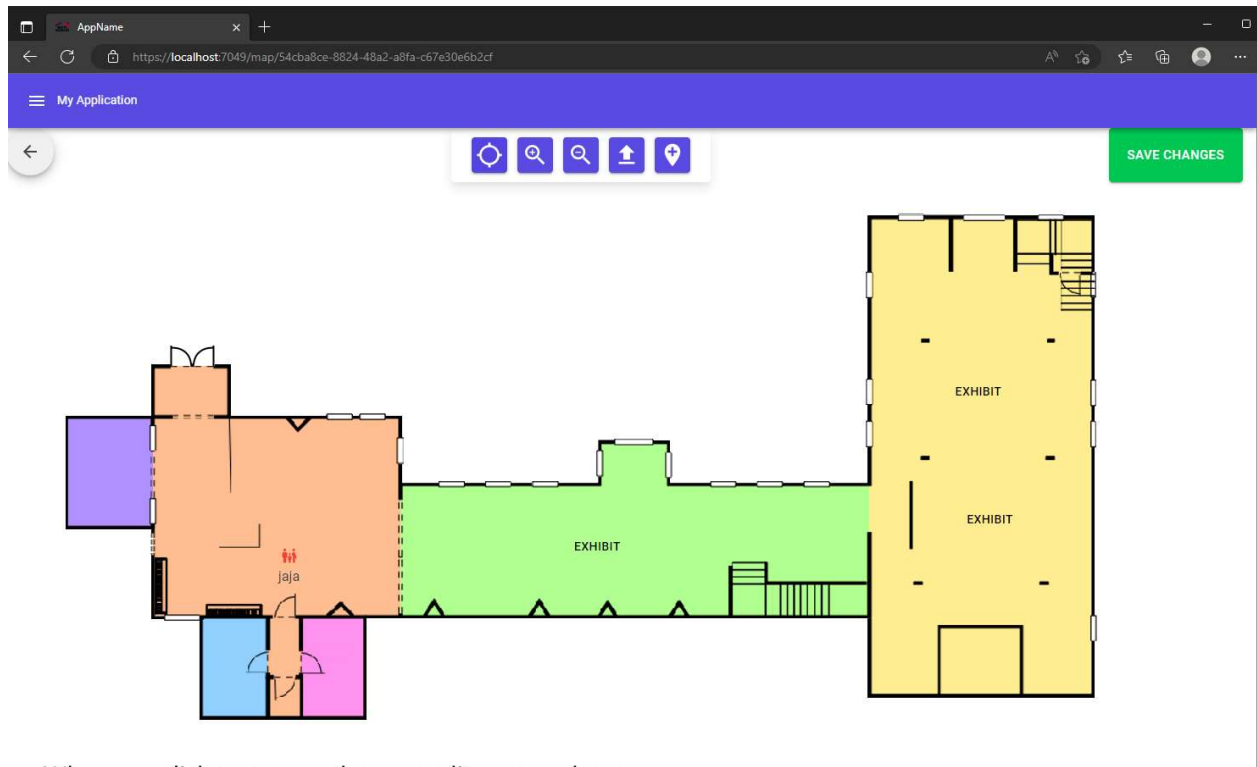 AppName
https://localhost:7049/map/54cba8ce-8824-48a2-a8fa-c67e30e6b2cf
My Application
SAVE CHANGES
EXHIBIT
EXHIBIT
EXHIBIT
jaja